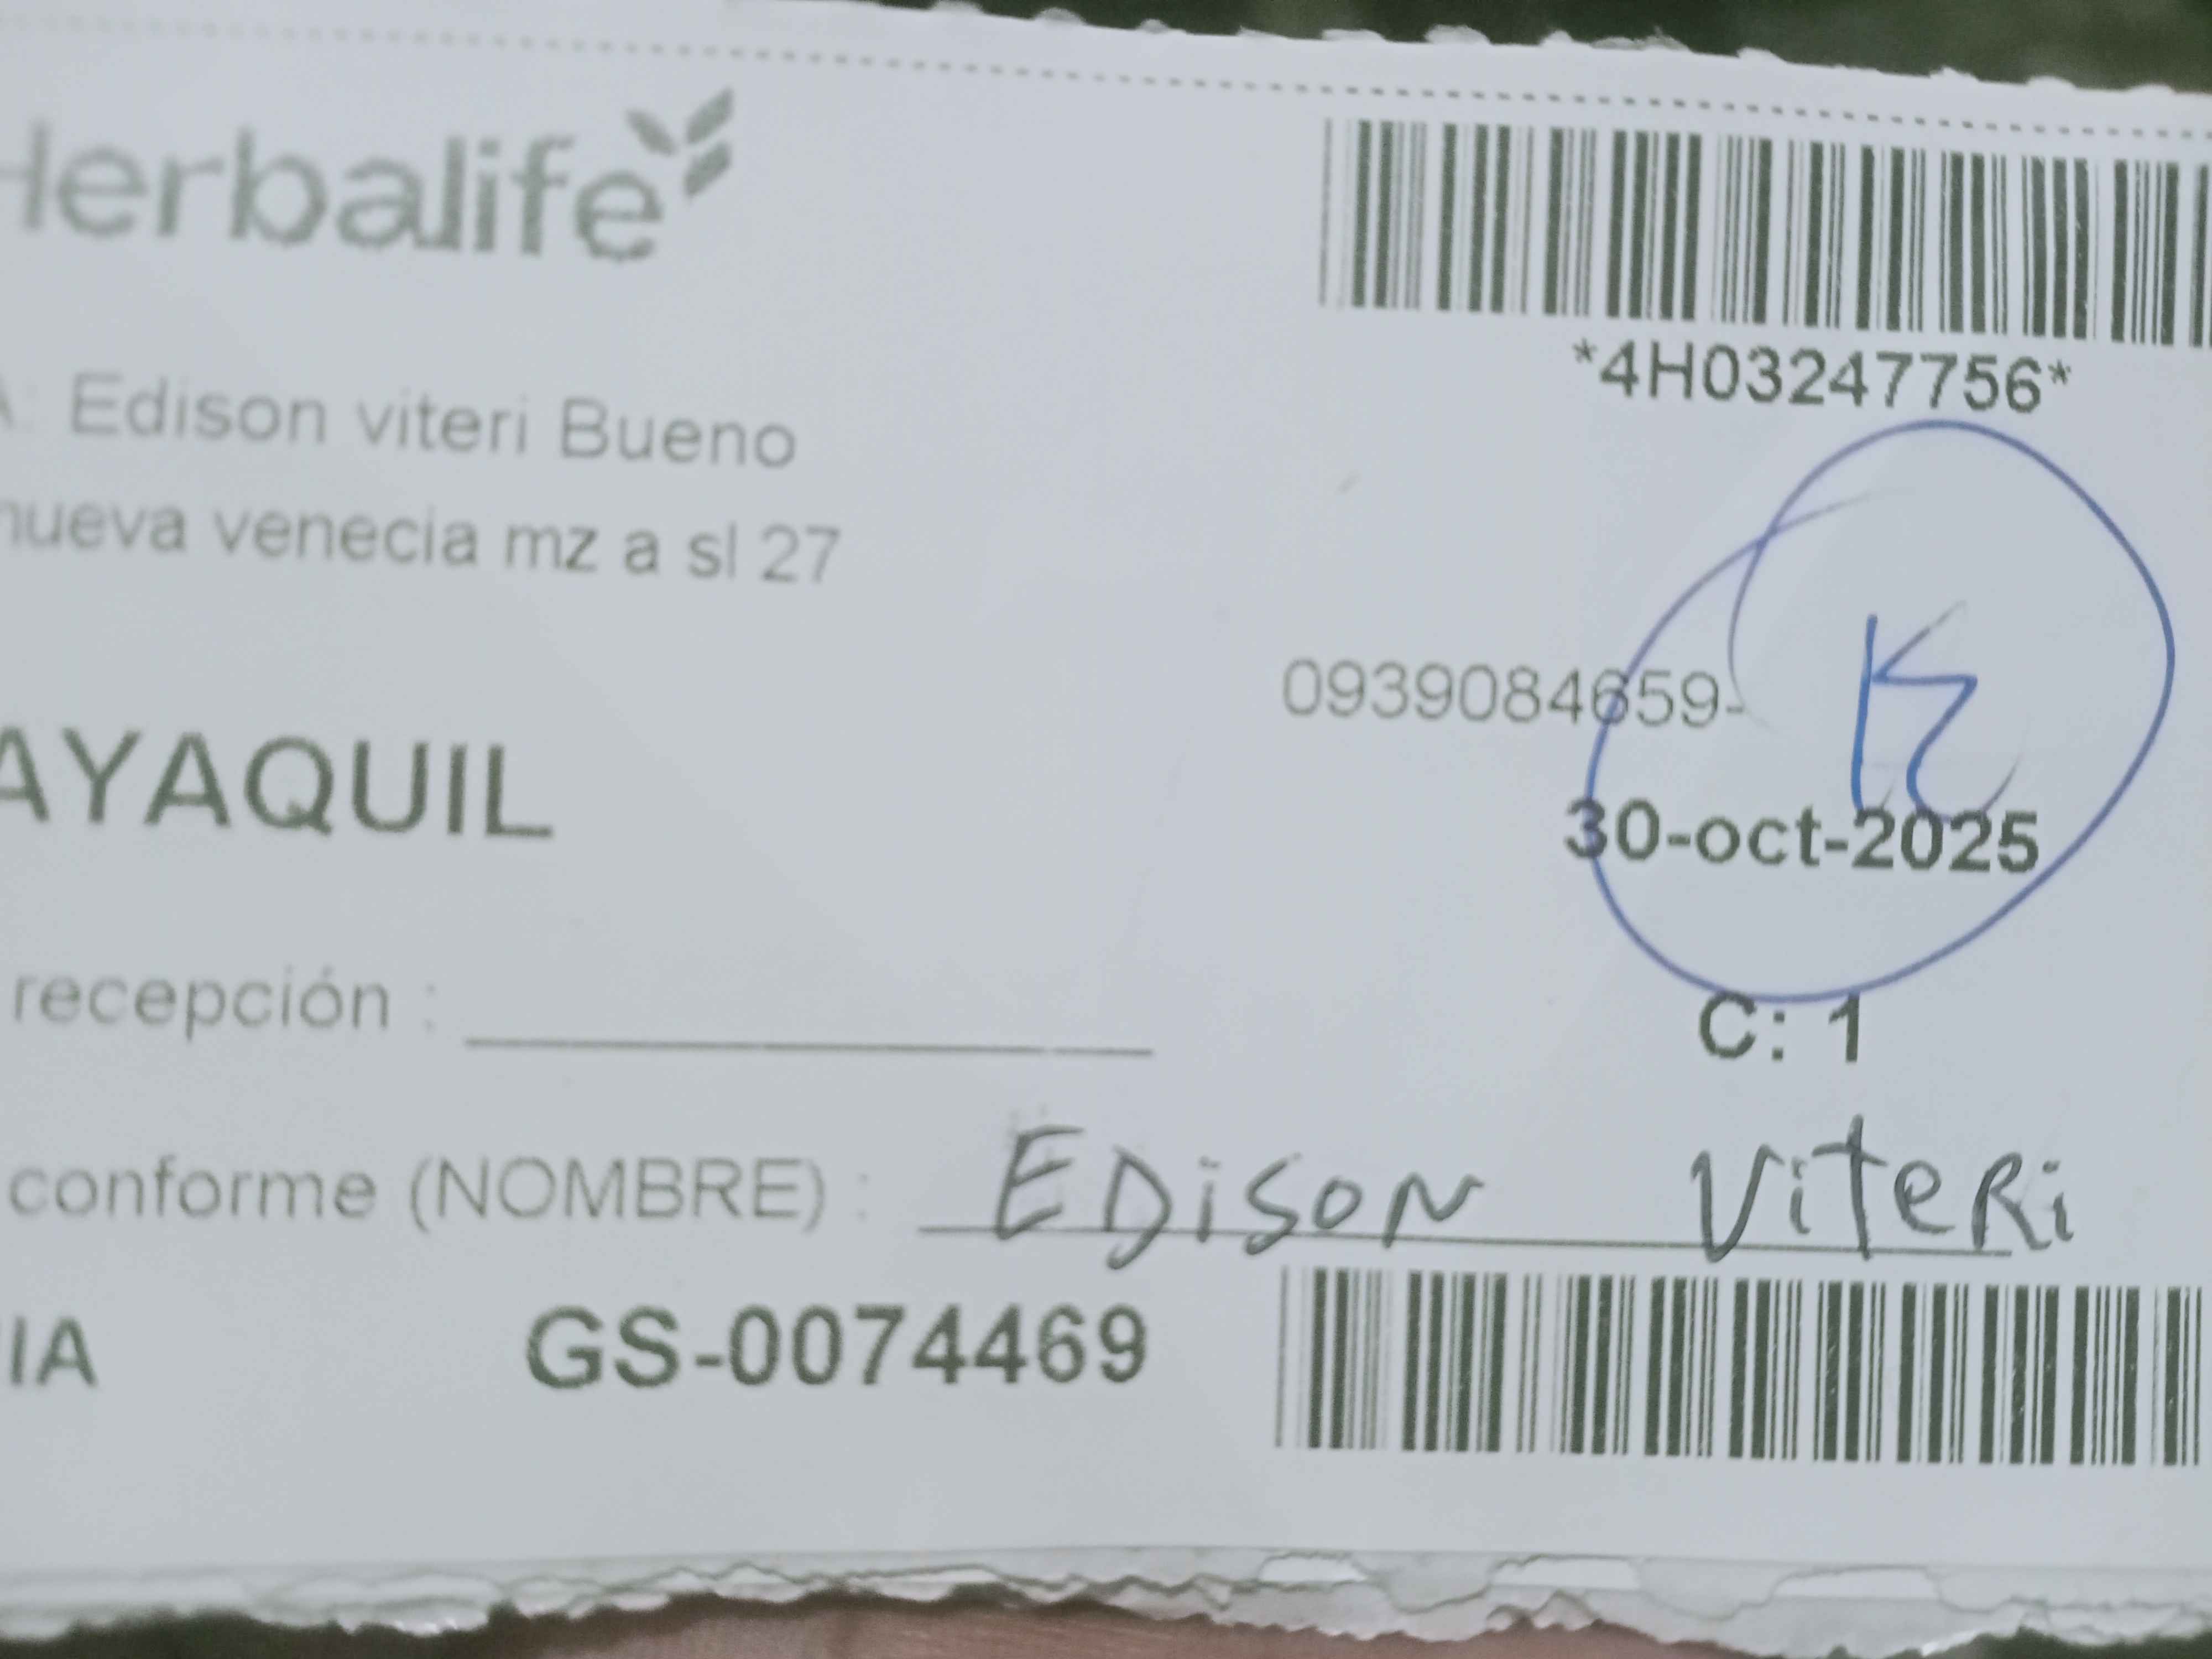 Herbalife
*4H03247756*
A: Edison viteri Bueno
nueva venecia mz a sl 27
0939084659-
K
AYAQUIL
30-oct-2025
recepción :
C: 1
conforme (NOMBRE) : EDiSON ViTeRi
IA GS-0074469